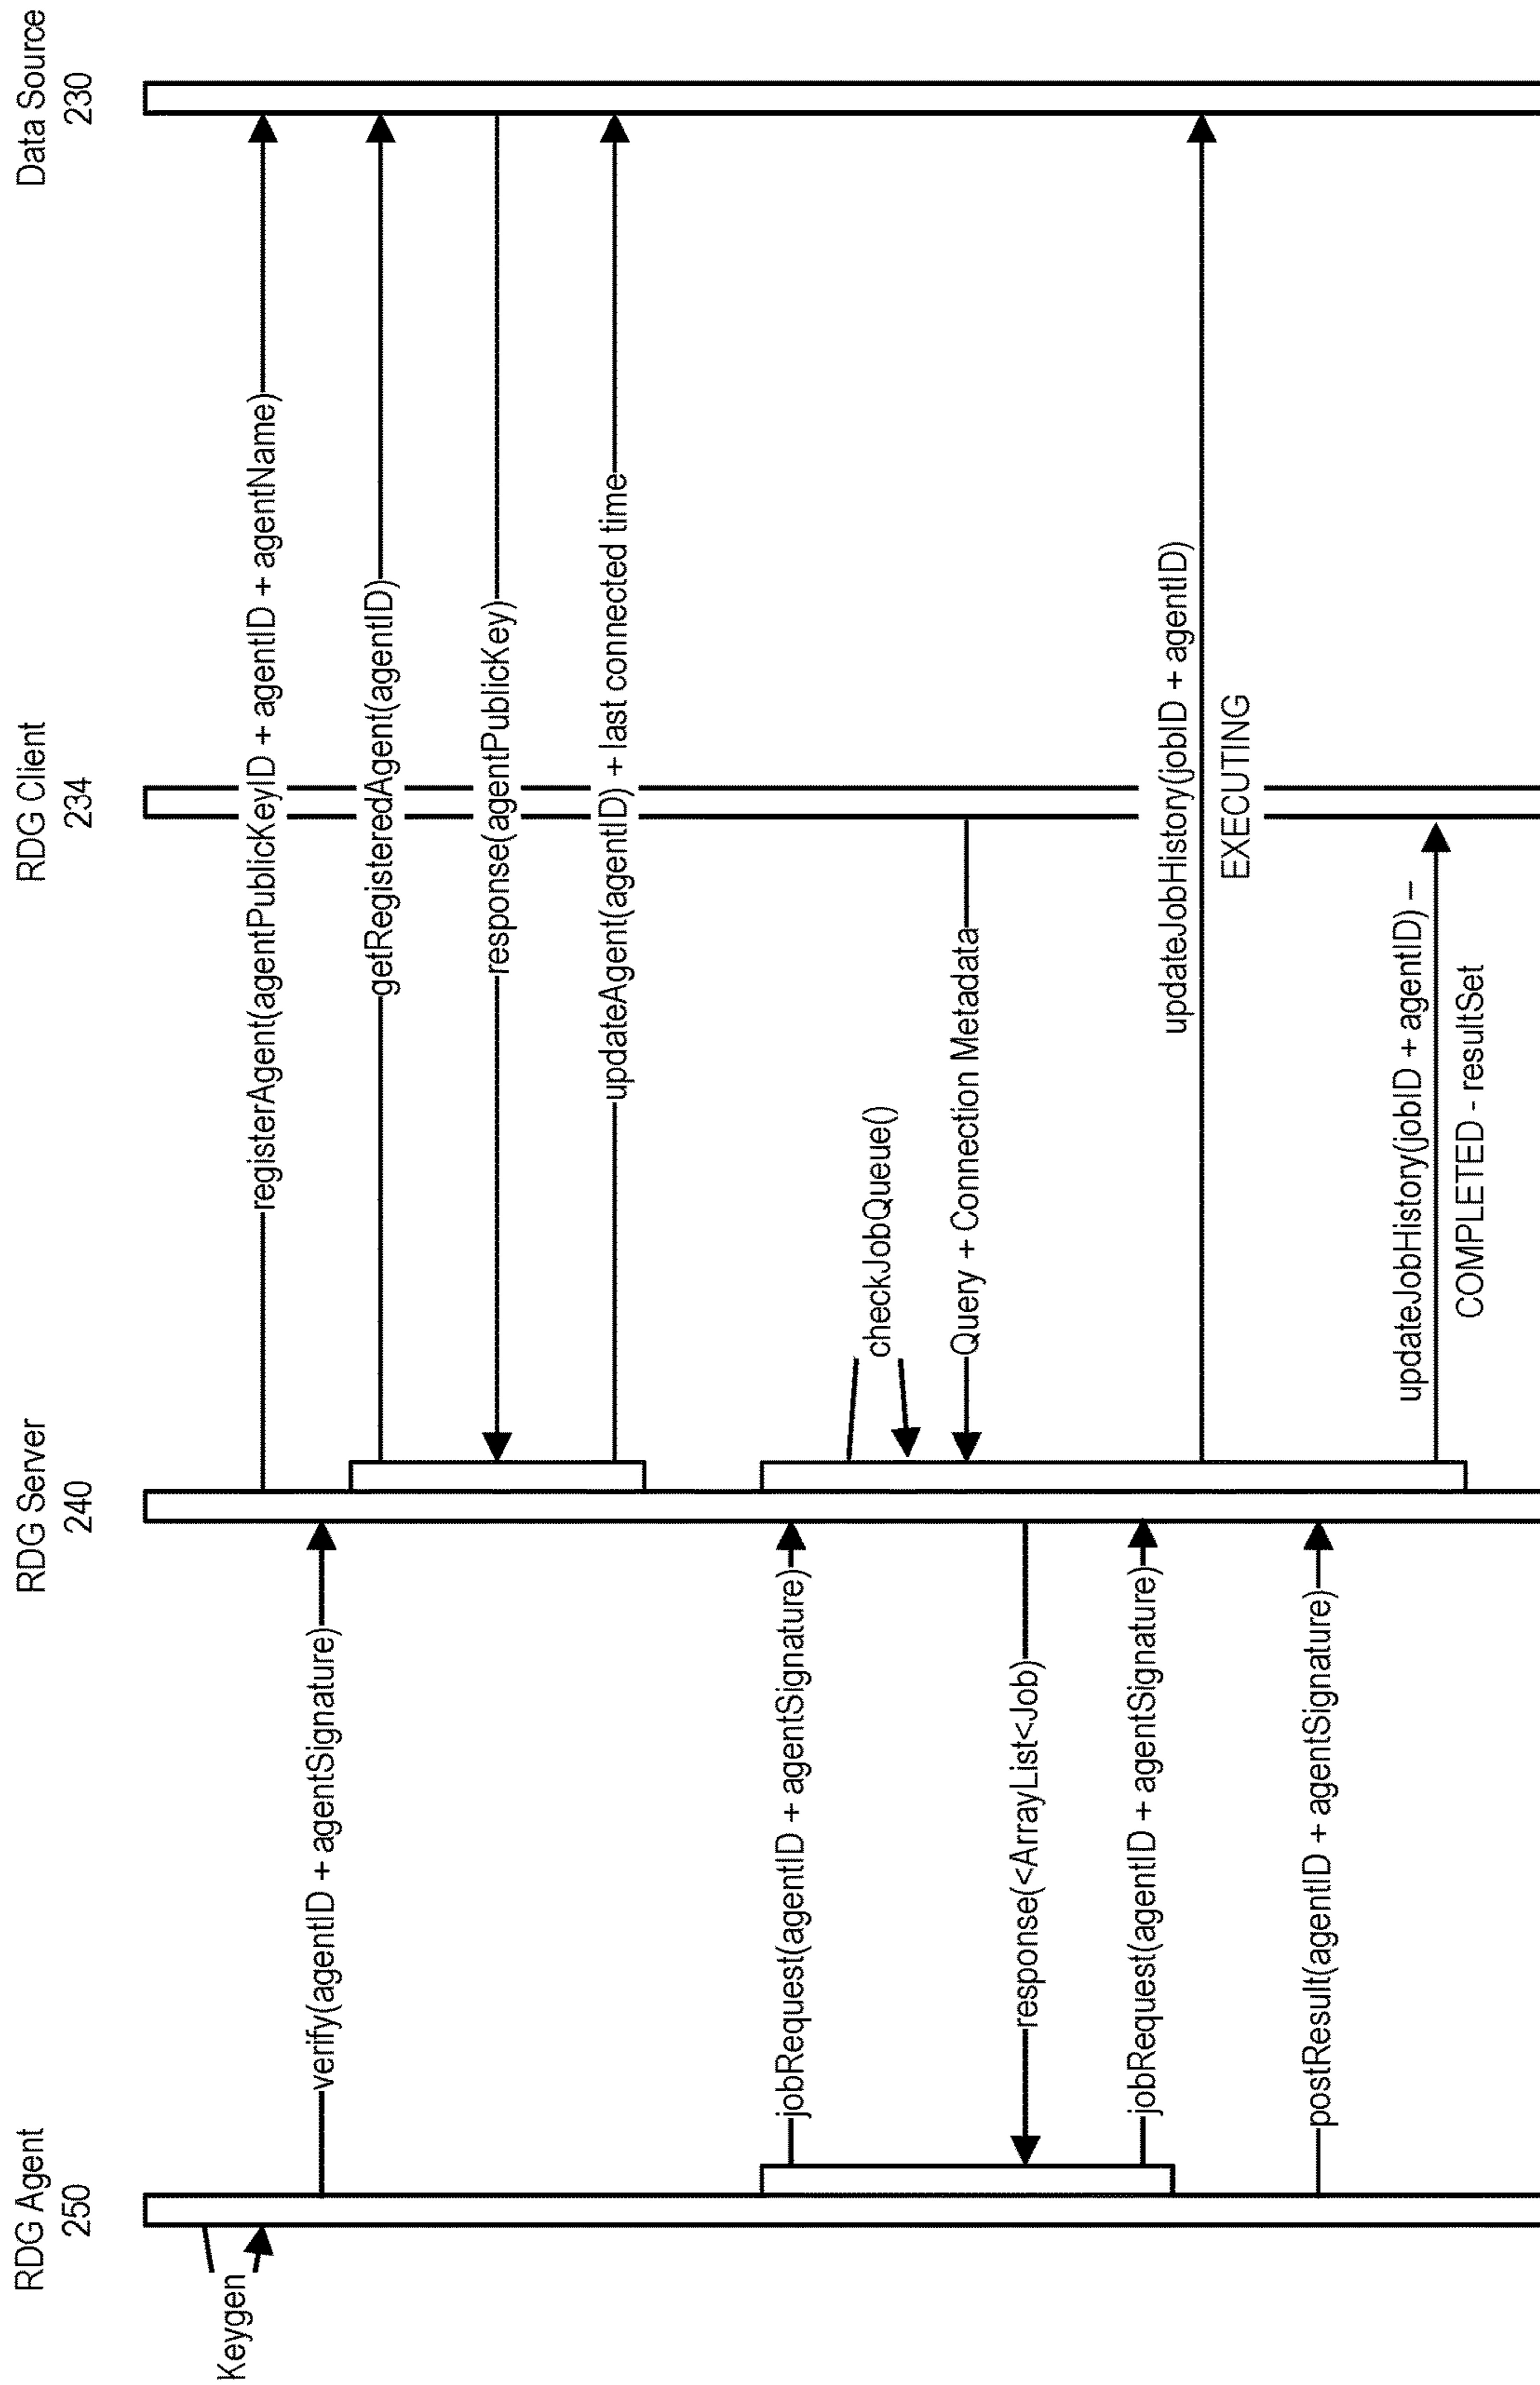 RDG Agent
250
RDG Server
240
RDG Client
234
Data Source
230
Keygen
registerAgent(agentPublicKeyID + agentID + agentName)
verify(agentID + agentSignature)
getRegisteredAgent(agentID)
response(agentPublicKey)
updateAgent(agentID) + last connected time
jobRequest(agentID + agentSignature)
checkJobQueue()
Query + Connection Metadata
response(<ArrayList<Job)
jobRequest(agentID + agentSignature)
updateJobHistory(jobID + agentID)
EXECUTING
postResult(agentID + agentSignature)
updateJobHistory(jobID + agentID) –
COMPLETED - resultSet